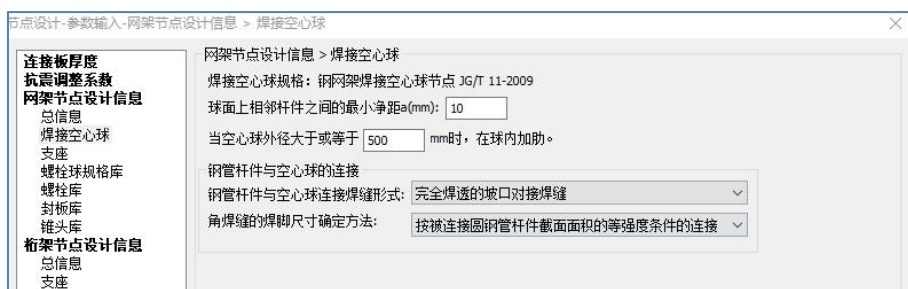 节点设计-参数输入-网架节点设计信息 > 焊接空心球
连接板厚度
抗震调整系数
网架节点设计信息
总信息
焊接空心球
支座
螺栓球规格库
螺栓库
封板库
锥头库
桁架节点设计信息
总信息
支座
网架节点设计信息 > 焊接空心球
焊接空心球规格: 钢网架焊接空心球节点 JG/T 11-2009
球面上相邻杆件之间的最小净距a(mm): 10
当空心球外径大于或等于 500 mm时，在球内加肋。
钢管杆件与空心球的连接
钢管杆件与空心球连接焊缝形式: 完全焊透的坡口对接焊缝
角焊缝的焊脚尺寸确定方法: 按被连接圆钢管杆件截面面积的等强度条件的连接